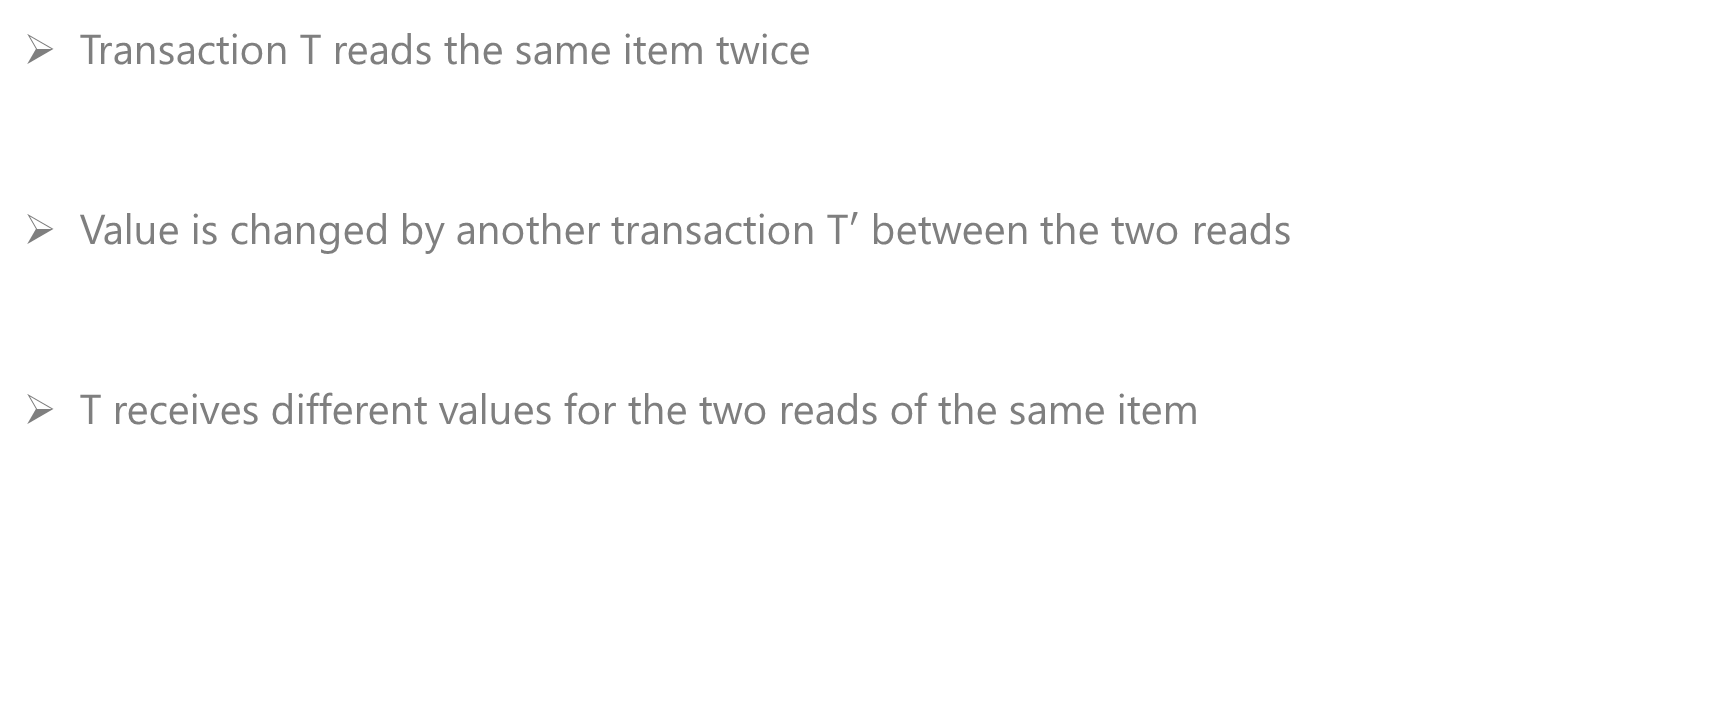 ➢ Transaction T reads the same item twice
➢ Value is changed by another transaction T′ between the two reads
➢ T receives different values for the two reads of the same item